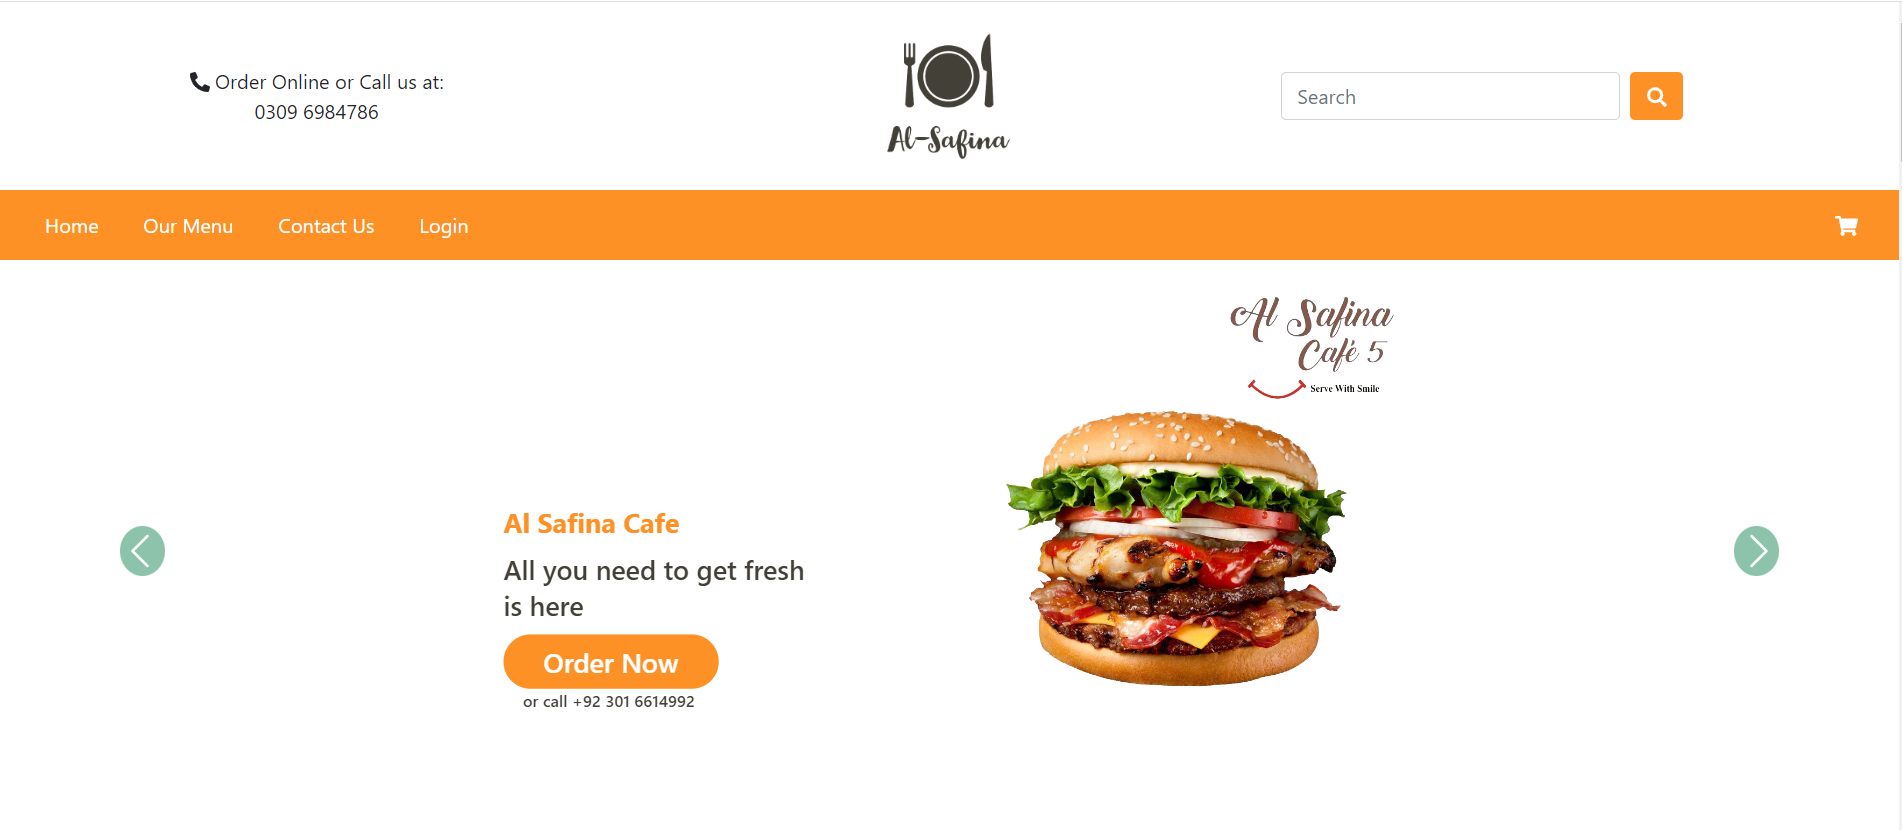 Order Online or Call us at:
0309 6984786
Al-Safina
Search
Home
Our Menu
Contact Us
Login
Al Safina
Café 5
Serve With Smile
Al Safina Cafe
All you need to get fresh
is here
Order Now
or call +92 301 6614992